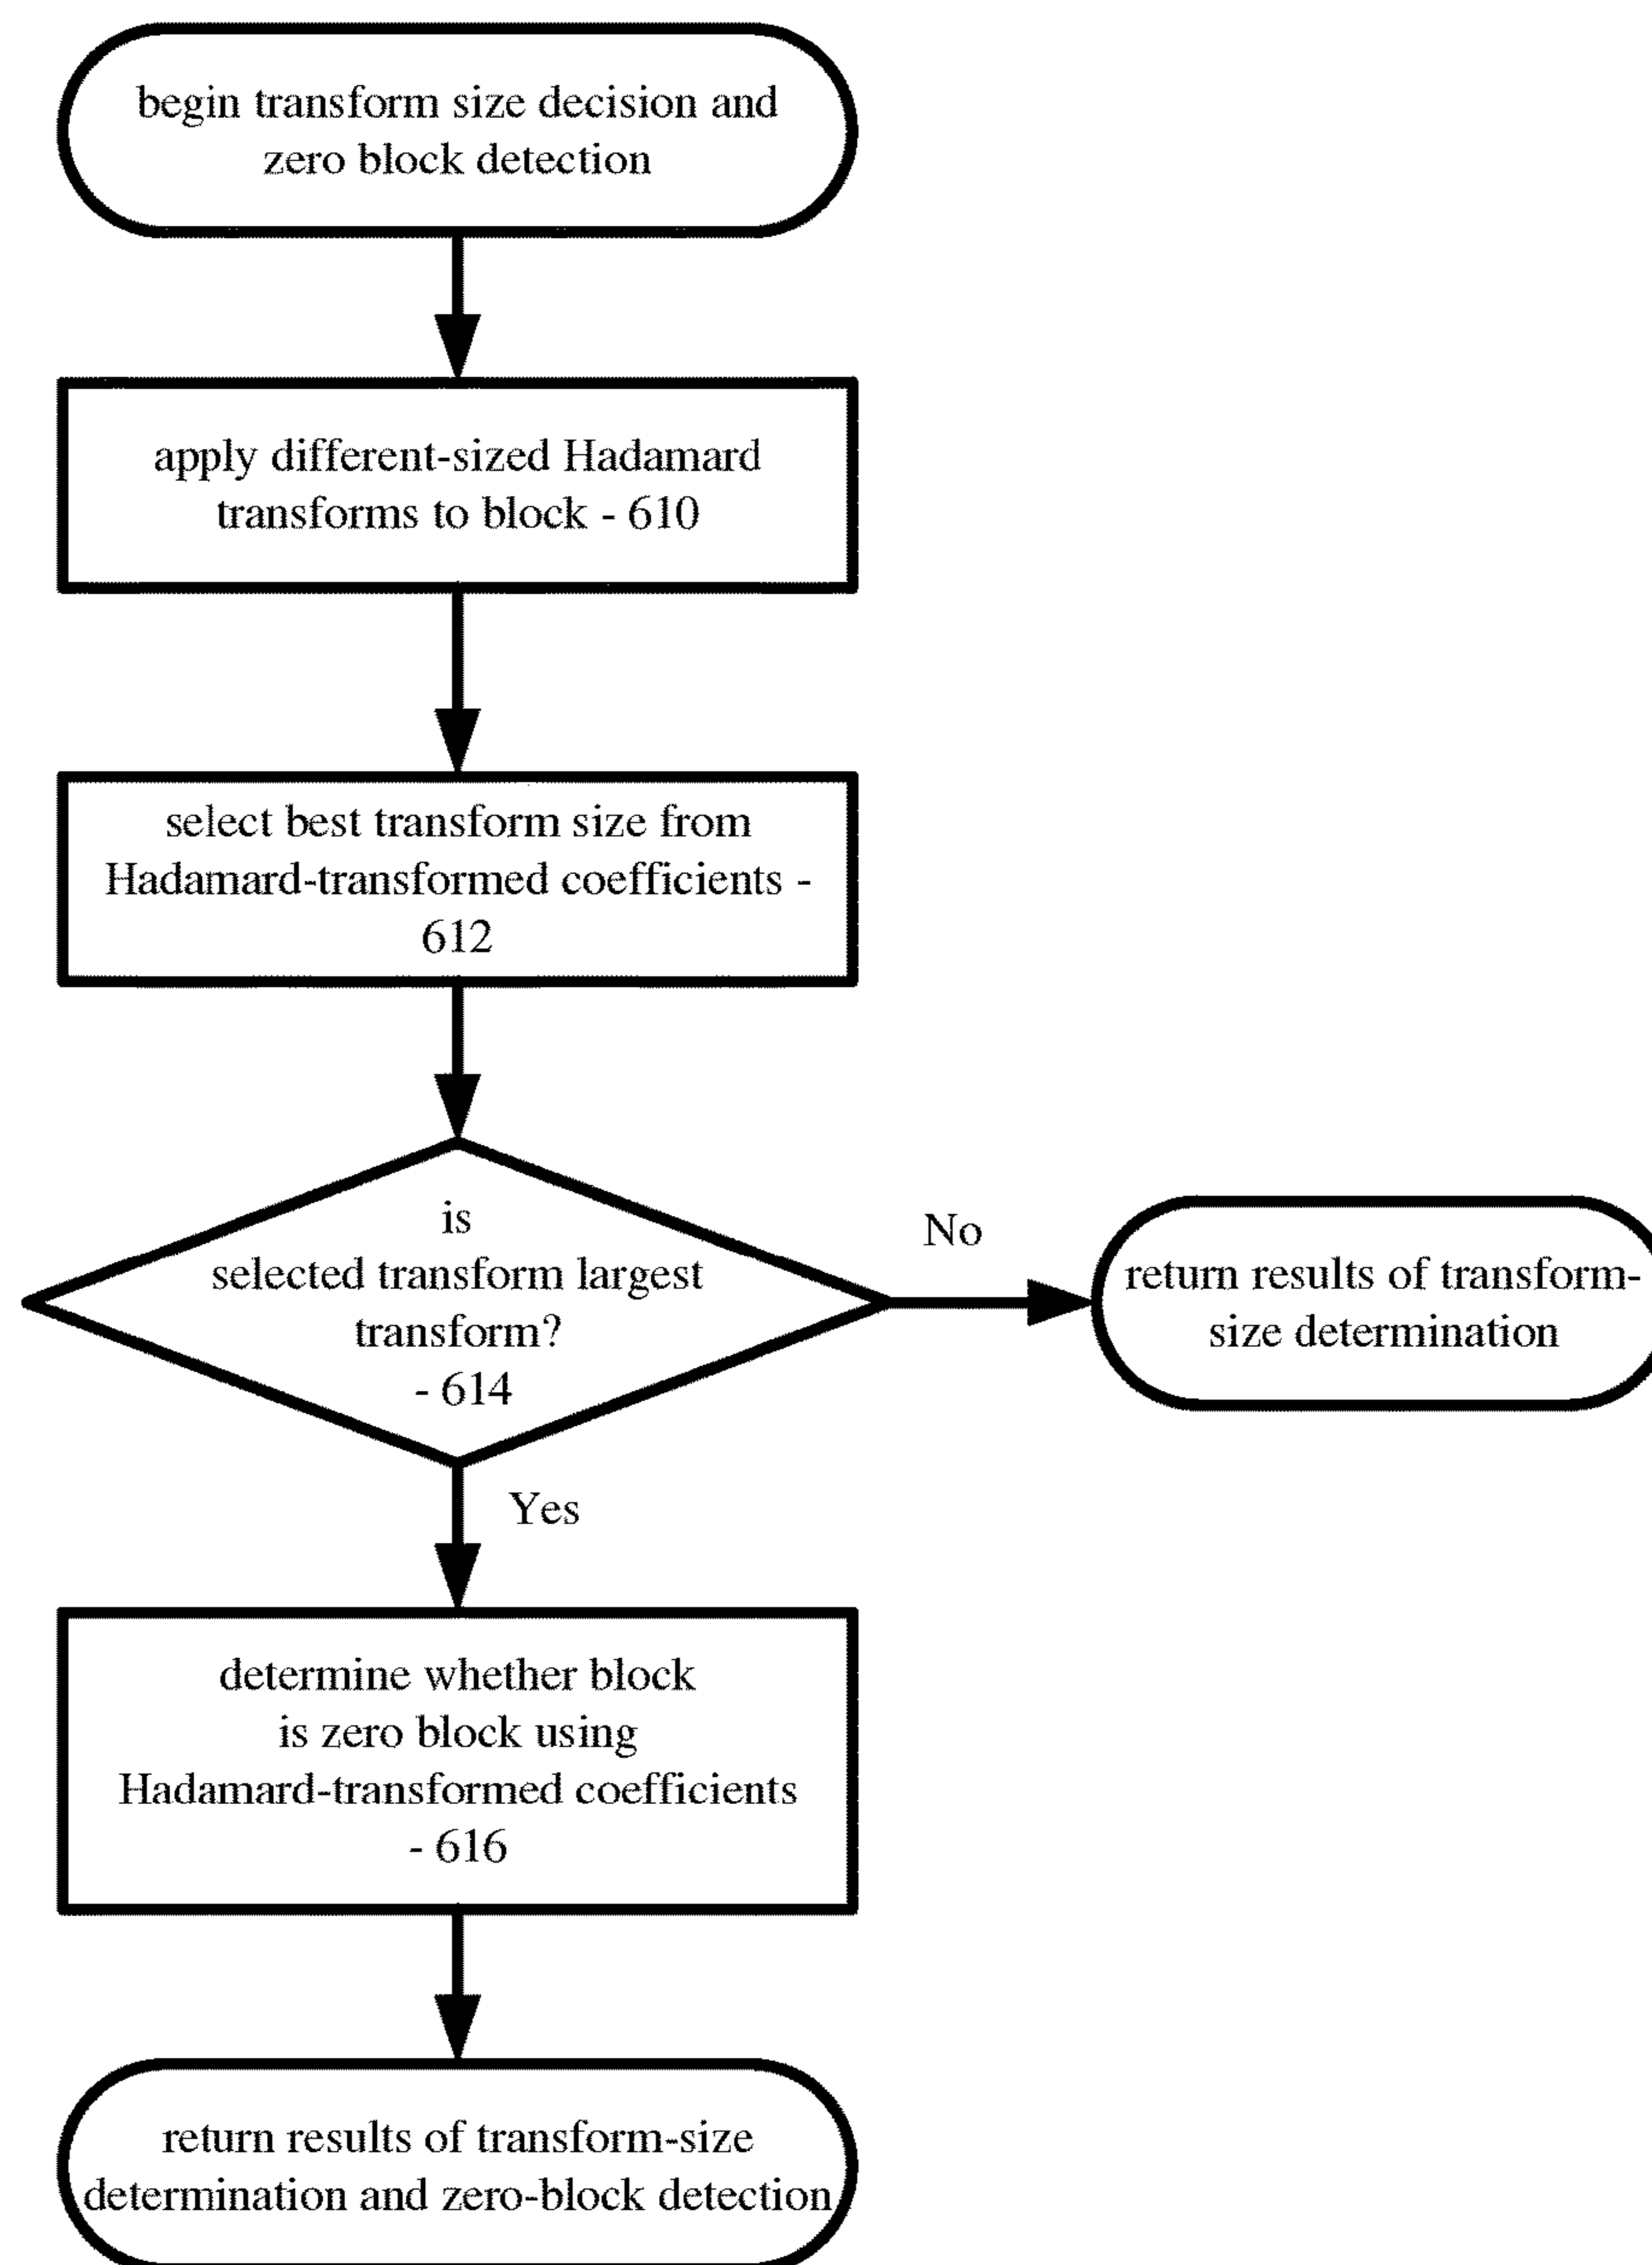 begin transform size decision and
zero block detection
apply different-sized Hadamard
transforms to block - 610
select best transform size from
Hadamard-transformed coefficients -
612
is
selected transform largest
transform?
- 614
No
return results of transform-
size determination
Yes
determine whether block
is zero block using
Hadamard-transformed coefficients
- 616
return results of transform-size
determination and zero-block detection